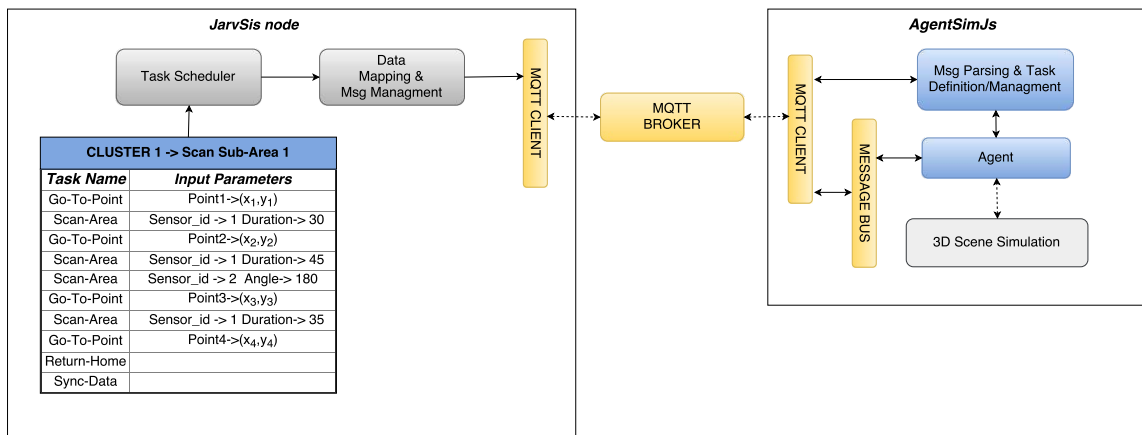 JarvSis node
Task Scheduler
Data
Mapping &
Msg Managment
MQTT CLIENT
CLUSTER 1 -> Scan Sub-Area 1
Task Name Input Parameters
Go-To-Point Point1->(x1,y1)
Scan-Area Sensor_id -> 1 Duration-> 30
Go-To-Point Point2->(x2,y2)
Scan-Area Sensor_id -> 1 Duration-> 45
Scan-Area Sensor_id -> 2 Angle-> 180
Go-To-Point Point3->(x3,y3)
Scan-Area Sensor_id -> 1 Duration-> 35
Go-To-Point Point4->(x4,y4)
Return-Home
Sync-Data
MQTT
BROKER
AgentSimJs
MQTT CLIENT
Msg Parsing & Task
Definition/Managment
MESSAGE BUS
Agent
3D Scene Simulation